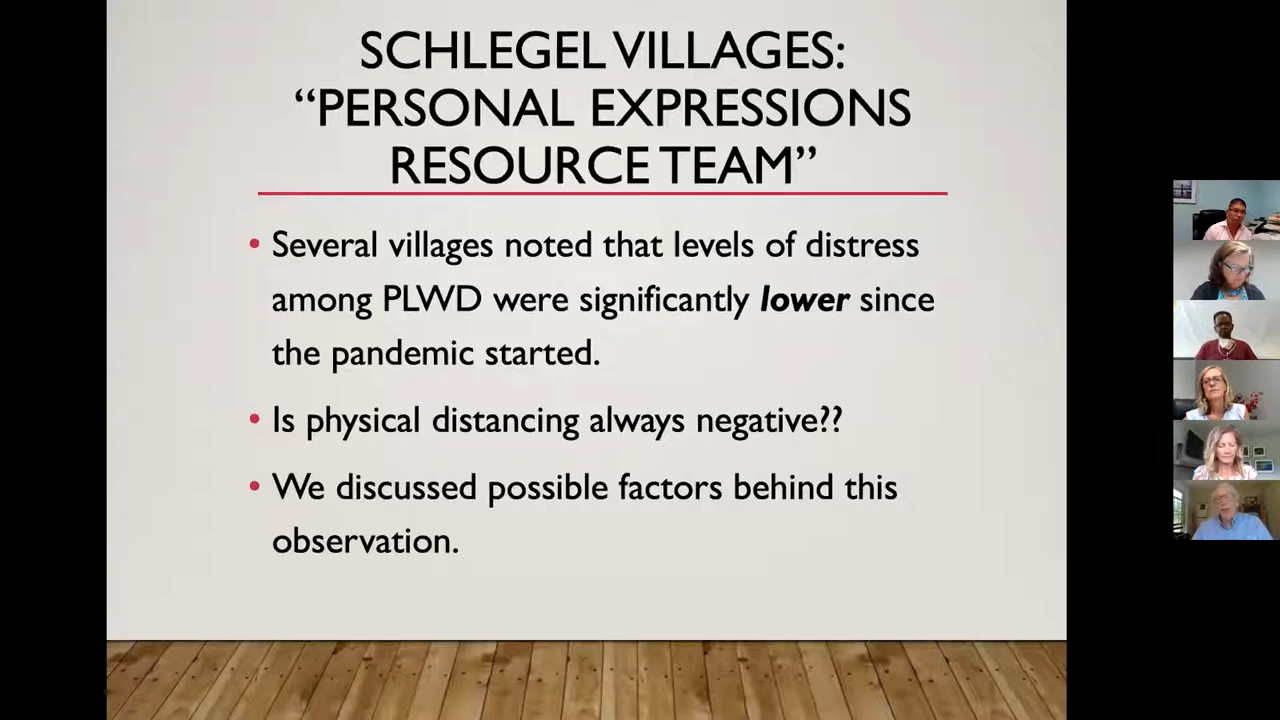 SCHLEGEL VILLAGES:
“PERSONAL EXPRESSIONS
RESOURCE TEAM”
• Several villages noted that levels of distress
among PLWD were significantly lower since
the pandemic started.
• Is physical distancing always negative??
• We discussed possible factors behind this
observation.